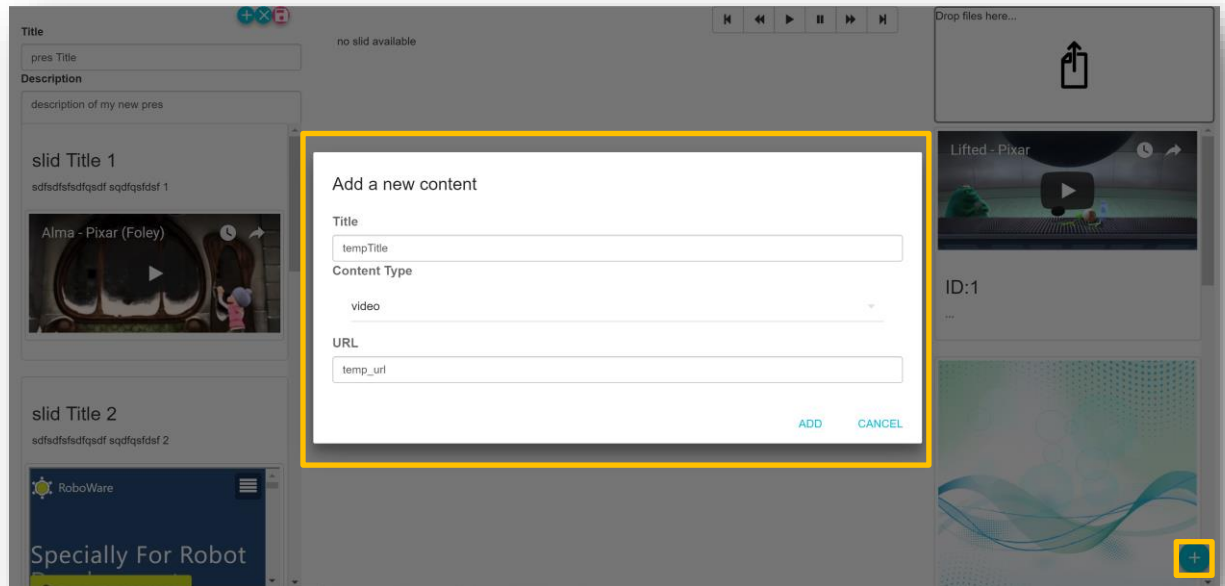 Title
pres Title
Description
description of my new pres
slid Title 1
sdfsdfsfsdfqsdf sqdfqsfdsf 1
Alma - Pixar (Foley)
slid Title 2
sdfsdfsfsdfqsdf sqdfqsfdsf 2
RoboWare
Specially For Robot
no slid available
Add a new content
Title
tempTitle
Content Type
video
URL
temp_url
ADD CANCEL
Drop files here...
Lifted - Pixar
ID:1
...